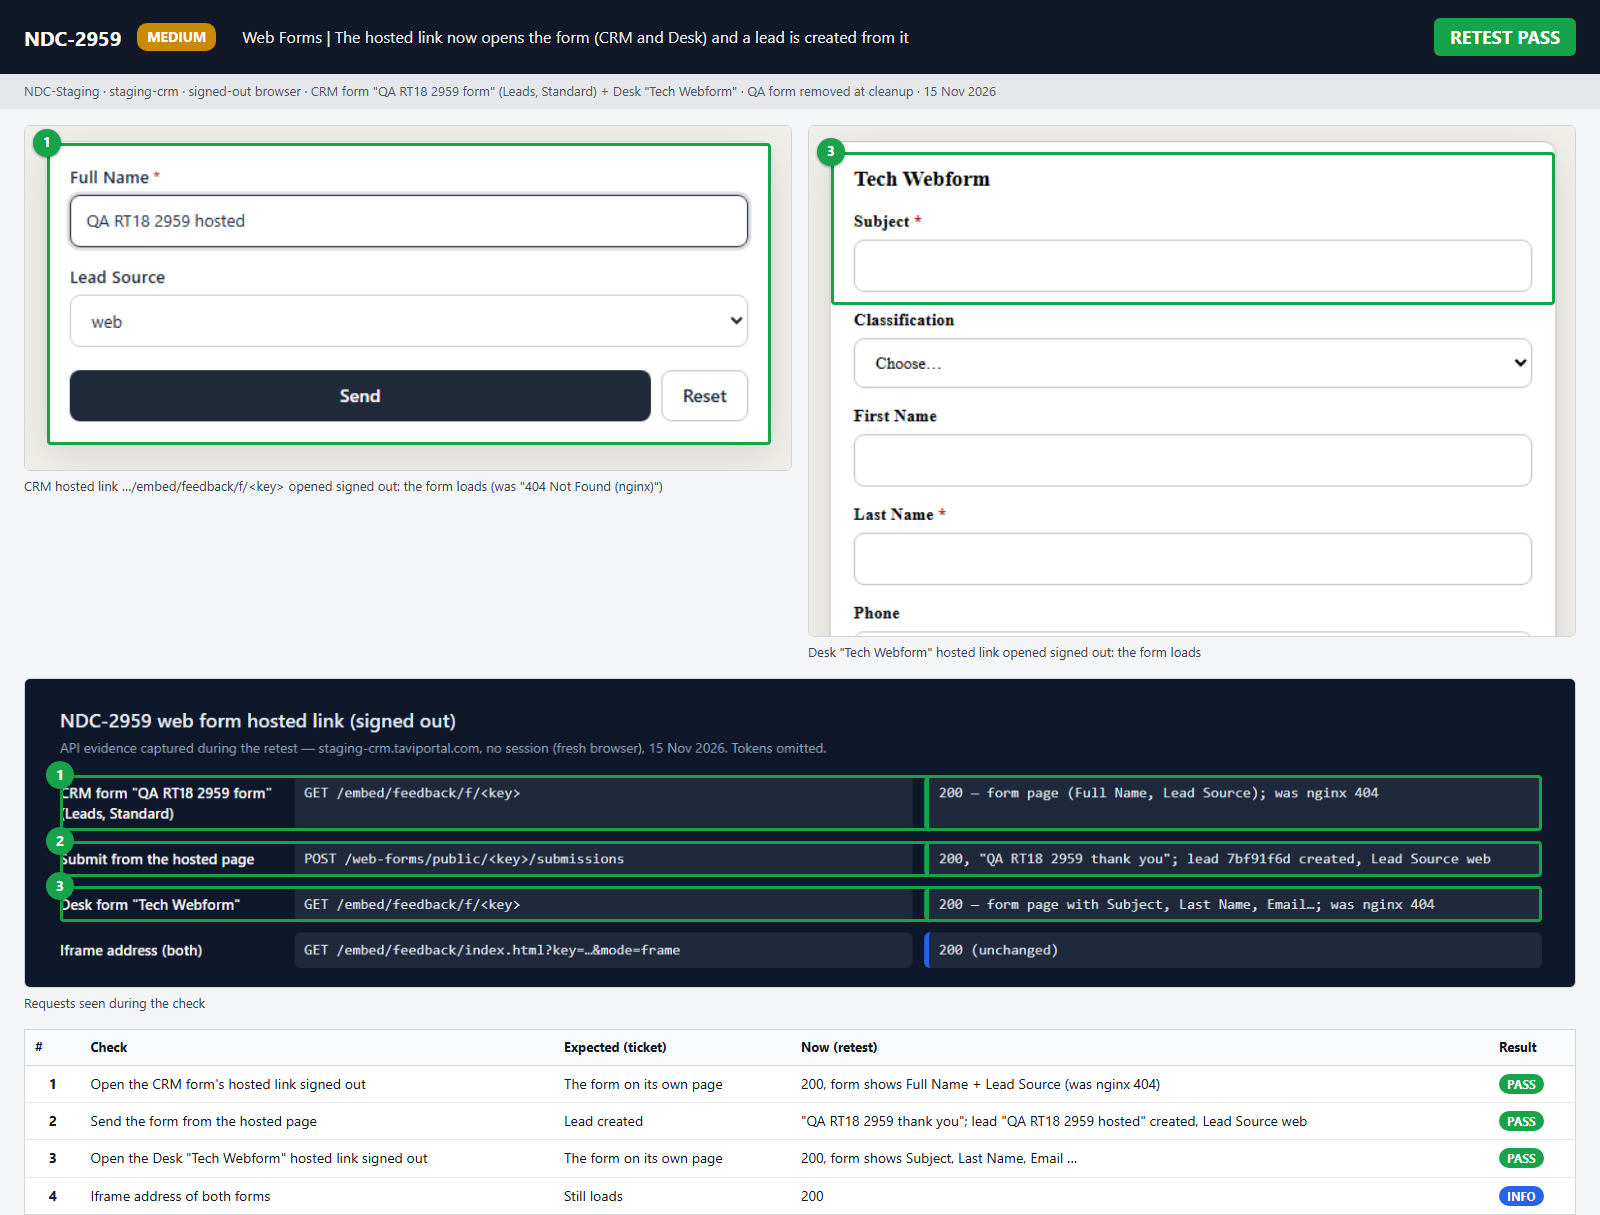 NDC-2959 MEDIUM Web Forms | The hosted link now opens the form (CRM and Desk) and a lead is created from it RETEST PASS
NDC-Staging · staging-crm · signed-out browser · CRM form "QA RT18 2959 form" (Leads, Standard) + Desk "Tech Webform" · QA form removed at cleanup · 15 Nov 2026
1
Full Name *
QA RT18 2959 hosted
Lead Source
web
Send Reset
CRM hosted link .../embed/feedback/f/<key> opened signed out: the form loads (was "404 Not Found (nginx)")
3
Tech Webform
Subject *
Classification
Choose...
First Name
Last Name *
Phone
Desk "Tech Webform" hosted link opened signed out: the form loads
NDC-2959 web form hosted link (signed out)
API evidence captured during the retest — staging-crm.taviportal.com, no session (fresh browser), 15 Nov 2026. Tokens omitted.
1
CRM form "QA RT18 2959 form" GET /embed/feedback/f/<key> 200 — form page (Full Name, Lead Source); was nginx 404
(Leads, Standard)
2
Submit from the hosted page POST /web-forms/public/<key>/submissions 200, "QA RT18 2959 thank you"; lead 7bf91f6d created, Lead Source web
3
Desk form "Tech Webform" GET /embed/feedback/f/<key> 200 — form page with Subject, Last Name, Email…; was nginx 404
Iframe address (both) GET /embed/feedback/index.html?key=…&mode=frame 200 (unchanged)
Requests seen during the check
# Check Expected (ticket) Now (retest) Result
1 Open the CRM form's hosted link signed out The form on its own page 200, form shows Full Name + Lead Source (was nginx 404) PASS
2 Send the form from the hosted page Lead created "QA RT18 2959 thank you"; lead "QA RT18 2959 hosted" created, Lead Source web PASS
3 Open the Desk "Tech Webform" hosted link signed out The form on its own page 200, form shows Subject, Last Name, Email ... PASS
4 Iframe address of both forms Still loads 200 INFO